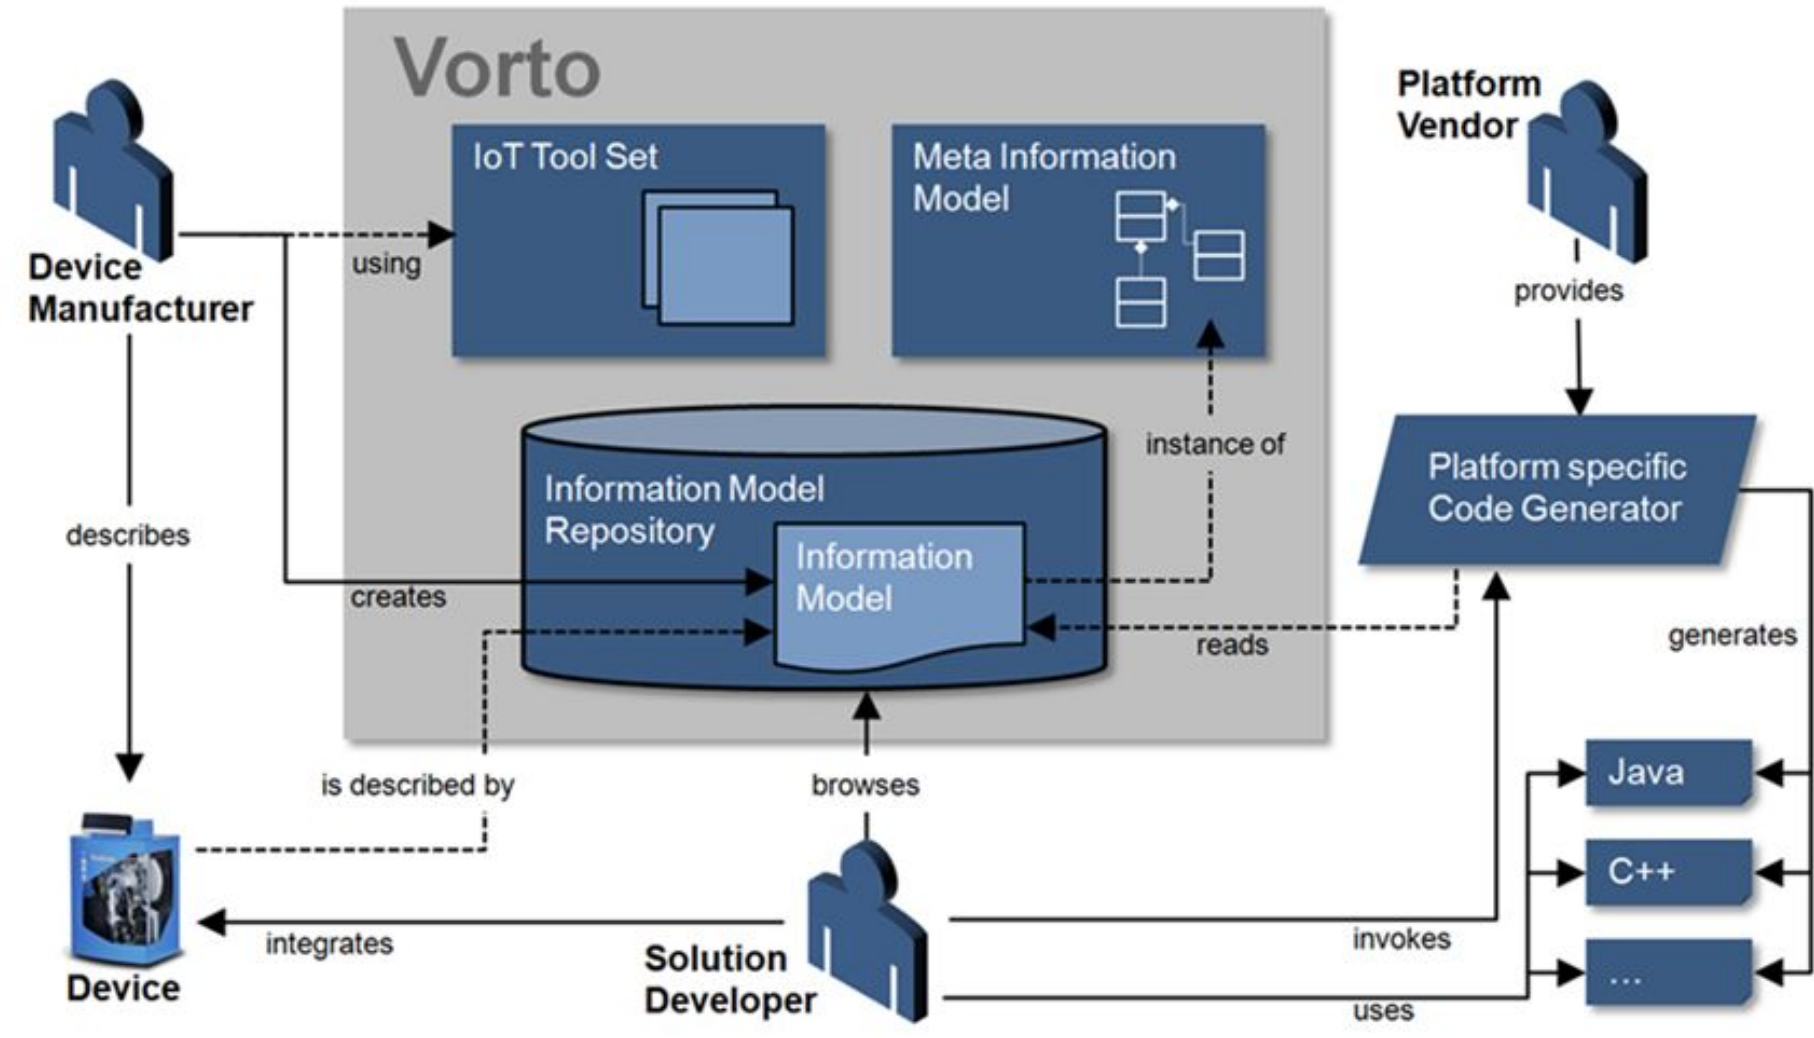 Vorto
Platform
Vendor
IoT Tool Set
Meta Information
Model
using
Device
Manufacturer
provides
instance of
Platform specific
Code Generator
Information Model
Repository
Information
Model
describes
creates
reads
generates
is described by
browses
Java
C++
...
integrates
Device
Solution
Developer
invokes
uses